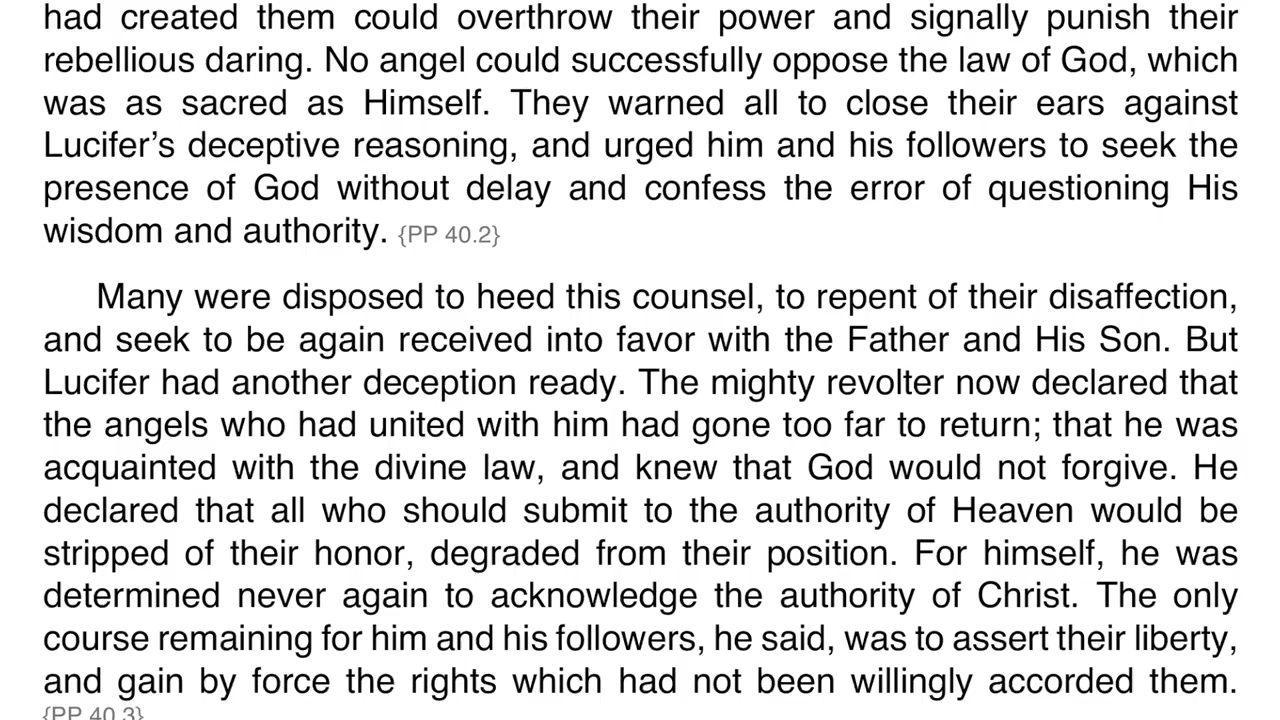 had created them could overthrow their power and signally punish their
rebellious daring. No angel could successfully oppose the law of God, which
was as sacred as Himself. They warned all to close their ears against
Lucifer’s deceptive reasoning, and urged him and his followers to seek the
presence of God without delay and confess the error of questioning His
wisdom and authority. {PP 40.2}
Many were disposed to heed this counsel, to repent of their disaffection,
and seek to be again received into favor with the Father and His Son. But
Lucifer had another deception ready. The mighty revolter now declared that
the angels who had united with him had gone too far to return; that he was
acquainted with the divine law, and knew that God would not forgive. He
declared that all who should submit to the authority of Heaven would be
stripped of their honor, degraded from their position. For himself, he was
determined never again to acknowledge the authority of Christ. The only
course remaining for him and his followers, he said, was to assert their liberty,
and gain by force the rights which had not been willingly accorded them.
{PP 40.3}